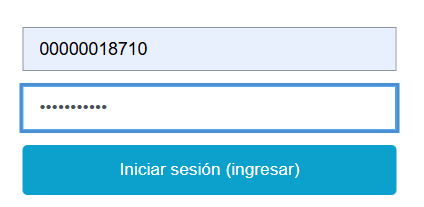 00000018710
•••••••••••
Iniciar sesión (ingresar)